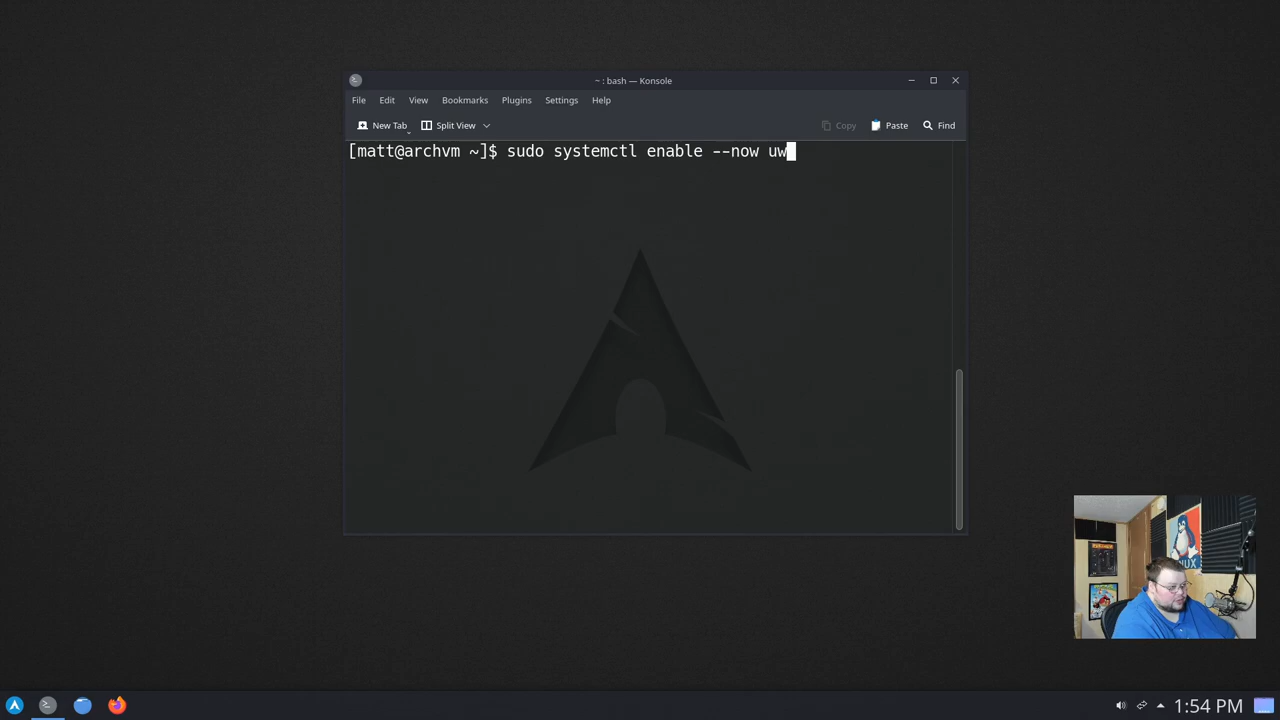 ~ : bash — Konsole
File Edit View Bookmarks Plugins Settings Help
New Tab Split View Copy Paste Find
[matt@archvm ~]$ sudo systemctl enable --now uw
1:54 PM